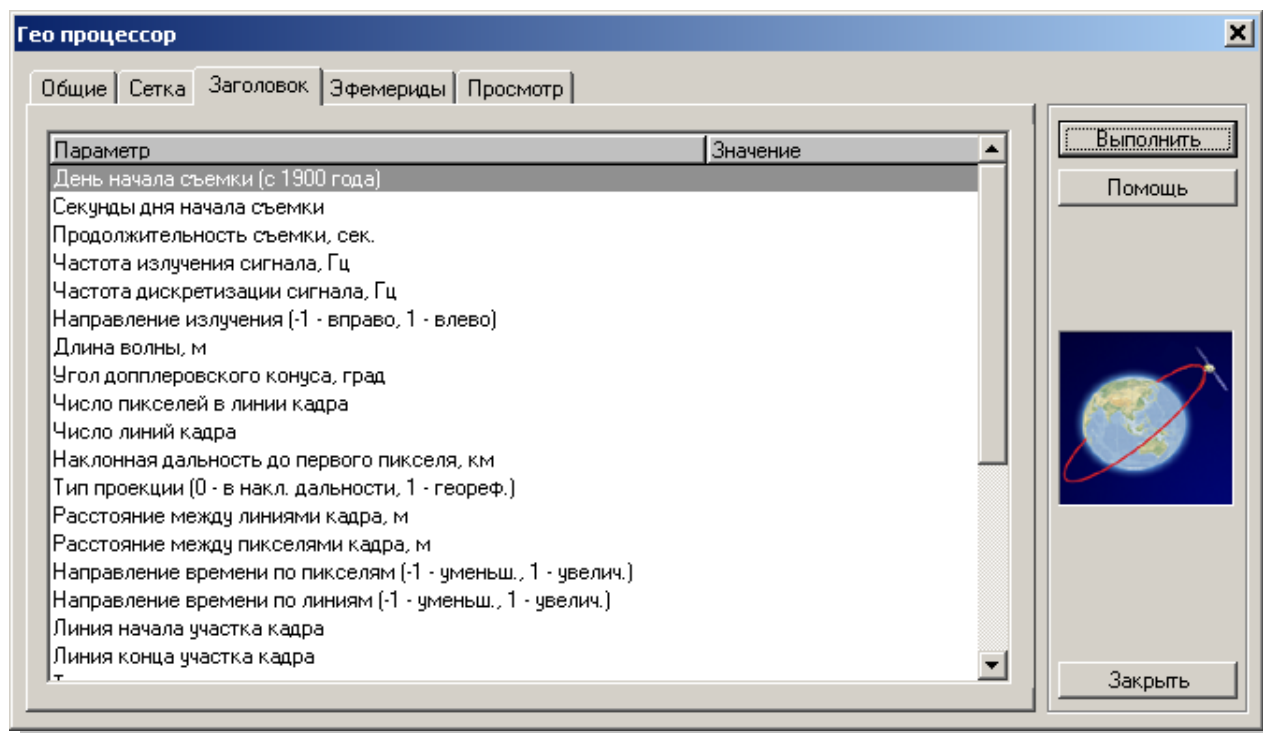 Гео процессор
Общие Сетка Заголовок Эфемериды Просмотр
Параметр Значение
День начала съемки (с 1900 года)
Секунды дня начала съемки
Продолжительность съемки, сек.
Частота излучения сигнала, Гц
Частота дискретизации сигнала, Гц
Направление излучения (-1 - вправо, 1 - влево)
Длина волны, м
Угол допплеровского конуса, град
Число пикселей в линии кадра
Число линий кадра
Наклонная дальность до первого пикселя, км
Тип проекции (0 - в накл. дальности, 1 - геореф.)
Расстояние между линиями кадра, м
Расстояние между пикселями кадра, м
Направление времени по пикселям (-1 - уменьш., 1 - увелич.)
Направление времени по линиям (-1 - уменьш., 1 - увелич.)
Линия начала участка кадра
Линия конца участка кадра
Выполнить
Помощь
Закрыть